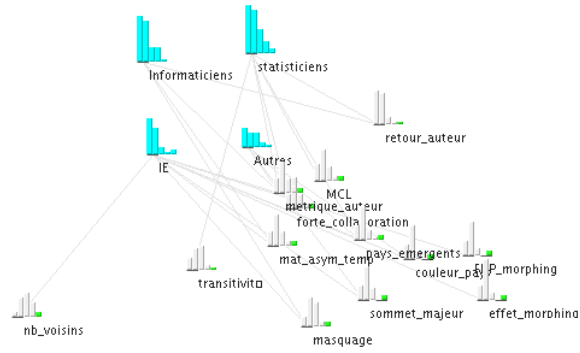 Informaticiens
statisticiens
retour_auteur
IE
Autres
MCL
metrique_auteur
forte_collaboration
pays_emergents
mat_asym_temp
couleur_pays
transitivit
sommet_majeur
effet_morphing
nb_voisins
masquage